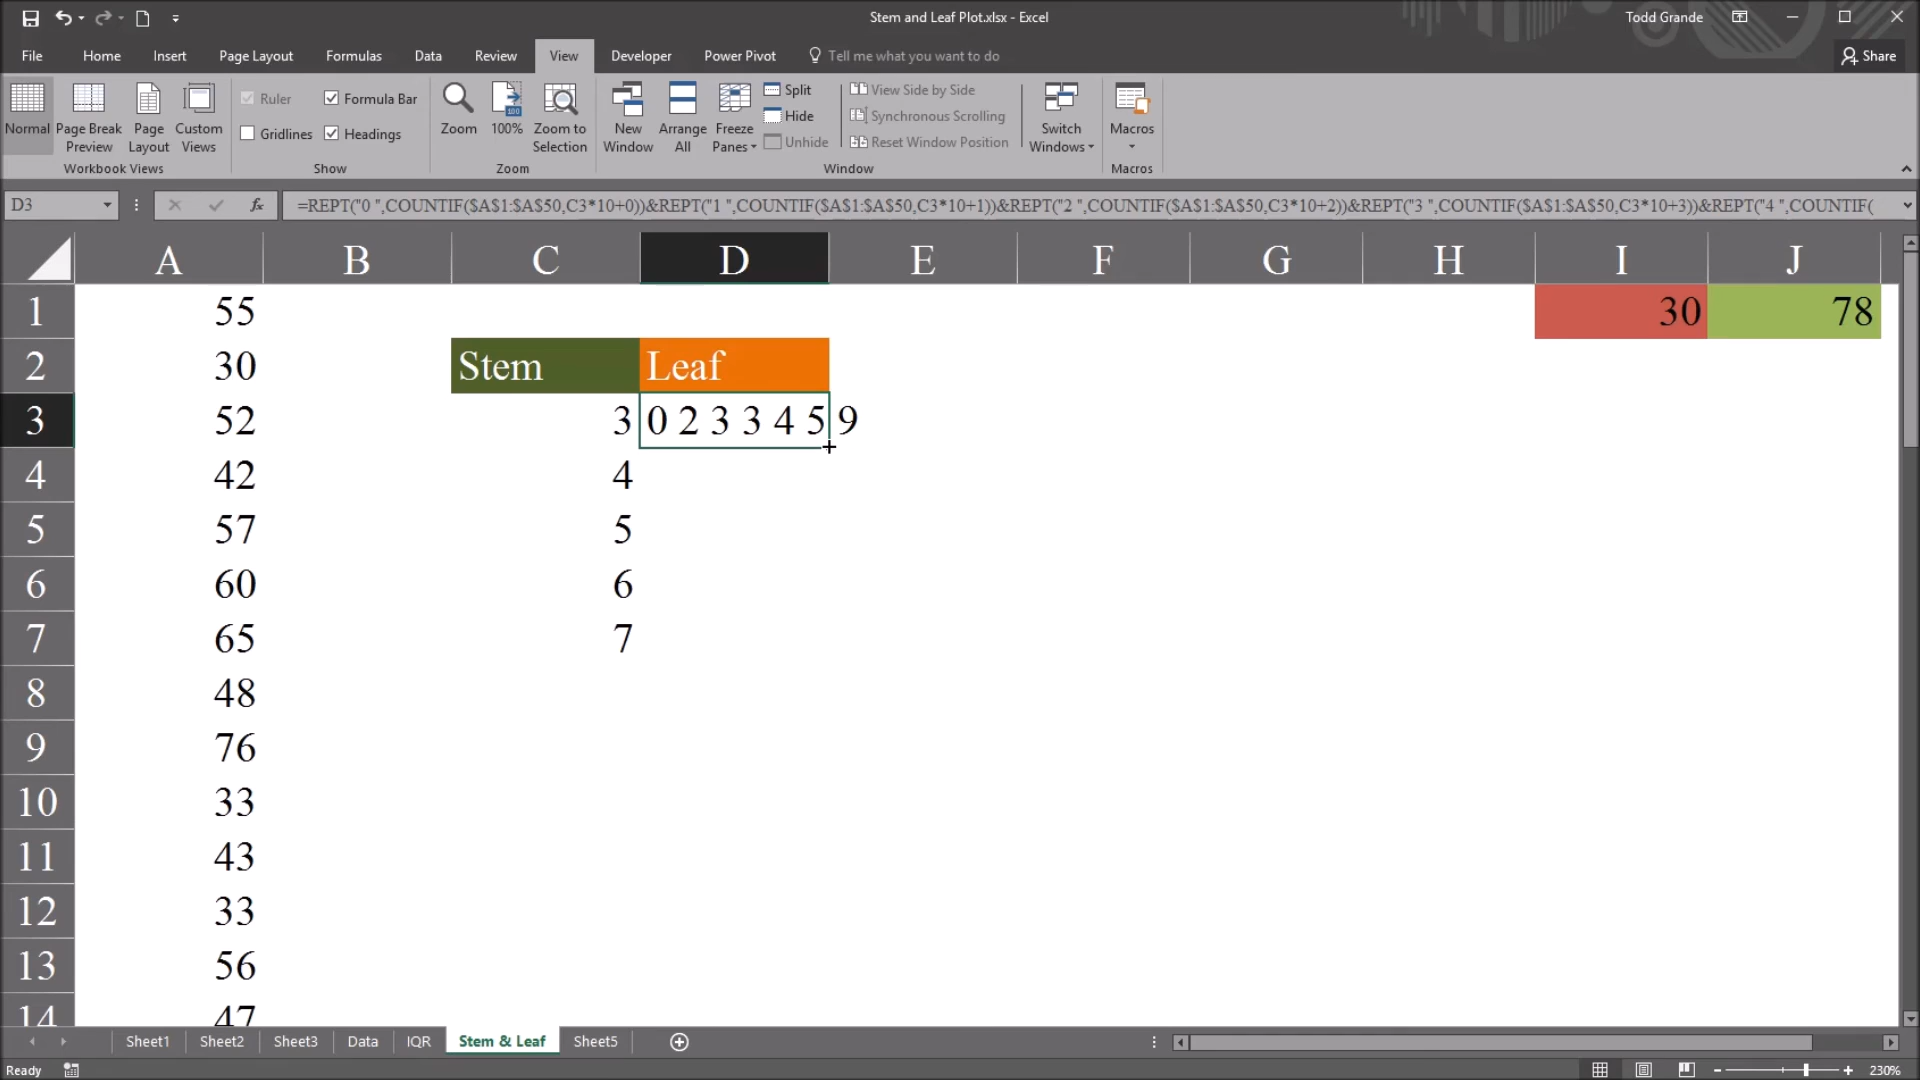 Stem and Leaf Plot.xlsx - Excel
Todd Grande
File Home Insert Page Layout Formulas Data Review View Developer Power Pivot Tell me what you want to do Share
Normal
Page Break Preview
Page Layout
Custom Views
Workbook Views
Ruler
Formula Bar
Gridlines
Headings
Show
Zoom
100%
Zoom to Selection
Zoom
New Window
Arrange All
Freeze Panes
Split
Hide
Unhide
View Side by Side
Synchronous Scrolling
Reset Window Position
Window
Switch Windows
Macros
Macros
D3 fx =REPT("0 ",COUNTIF($A$1:$A$50,C3*10+0))&REPT("1 ",COUNTIF($A$1:$A$50,C3*10+1))&REPT("2 ",COUNTIF($A$1:$A$50,C3*10+2))&REPT("3 ",COUNTIF($A$1:$A$50,C3*10+3))&REPT("4 ",COUNTIF(
A B C D E F G H I J
1 55 30 78
2 30 Stem Leaf
3 52 3 0 2 3 3 4 5 9
4 42 4
5 57 5
6 60 6
7 65 7
8 48
9 76
10 33
11 43
12 33
13 56
14 47
Sheet1 Sheet2 Sheet3 Data IQR Stem & Leaf Sheet5
Ready 230%